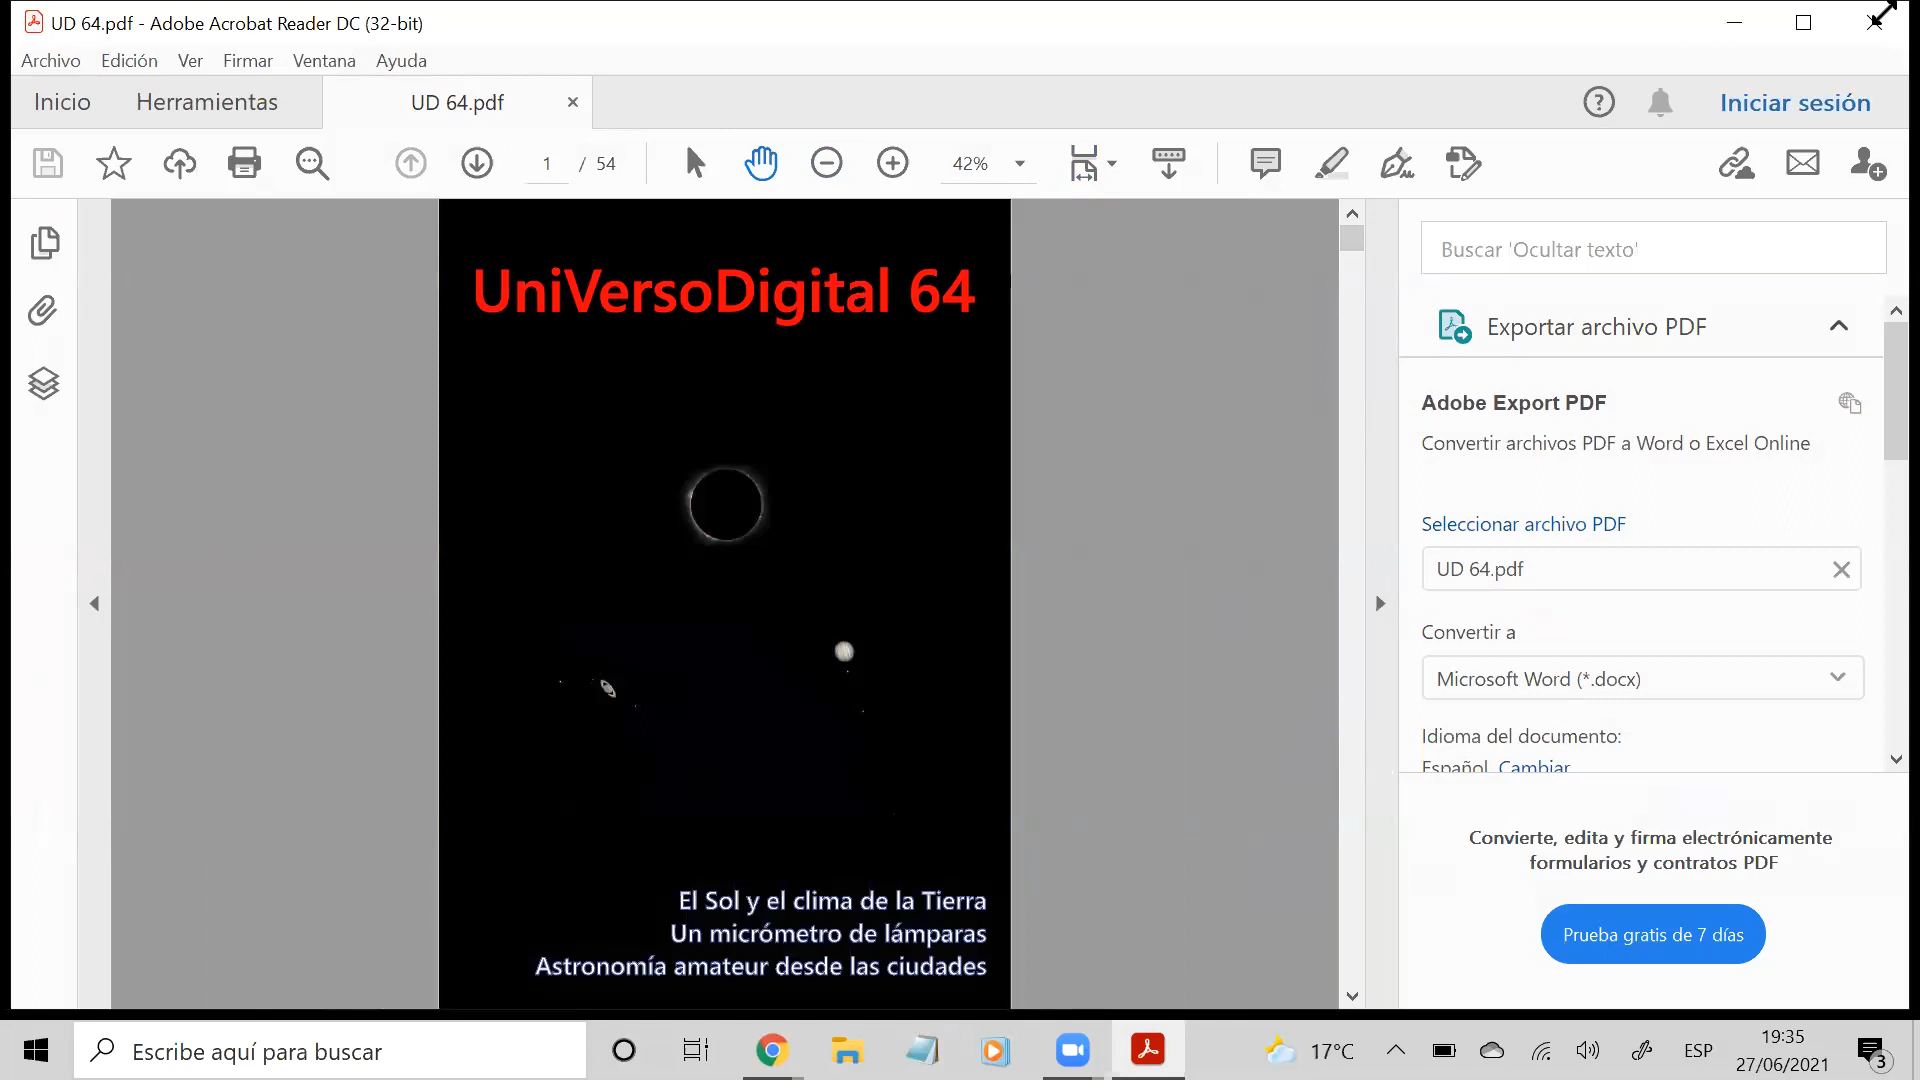 UD 64.pdf - Adobe Acrobat Reader DC (32-bit)
Archivo Edición Ver Firmar Ventana Ayuda
Inicio Herramientas UD 64.pdf Iniciar sesión
1 / 54 42%
UniVersoDigital 64
El Sol y el clima de la Tierra
Un micrómetro de lámparas
Astronomía amateur desde las ciudades
Buscar 'Ocultar texto'
Exportar archivo PDF
Adobe Export PDF
Convertir archivos PDF a Word o Excel Online
Seleccionar archivo PDF
UD 64.pdf
Convertir a
Microsoft Word (*.docx)
Idioma del documento:
Español Cambiar
Convierte, edita y firma electrónicamente
formularios y contratos PDF
Prueba gratis de 7 días
Escribe aquí para buscar
17°C
ESP
19:35
27/06/2021
3